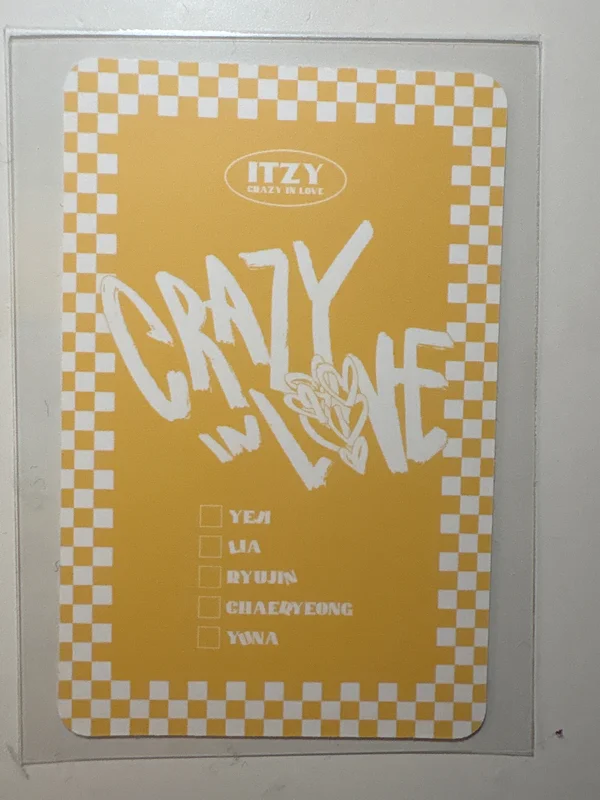 ITZY
CRAZY IN LOVE
CRAZY
IN LOVE
YEJI
LIA
RYUJIN
CHAERYEONG
YUNA